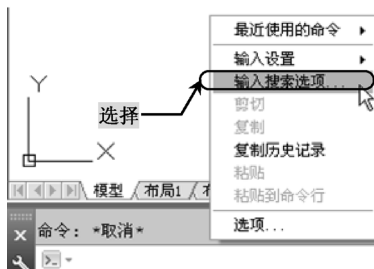 最近使用的命令
输入设置
输入搜索选项...
剪切
复制
复制历史记录
粘贴
粘贴到命令行
选项...
选择
Y
X
模型 布局1
命令: *取消*